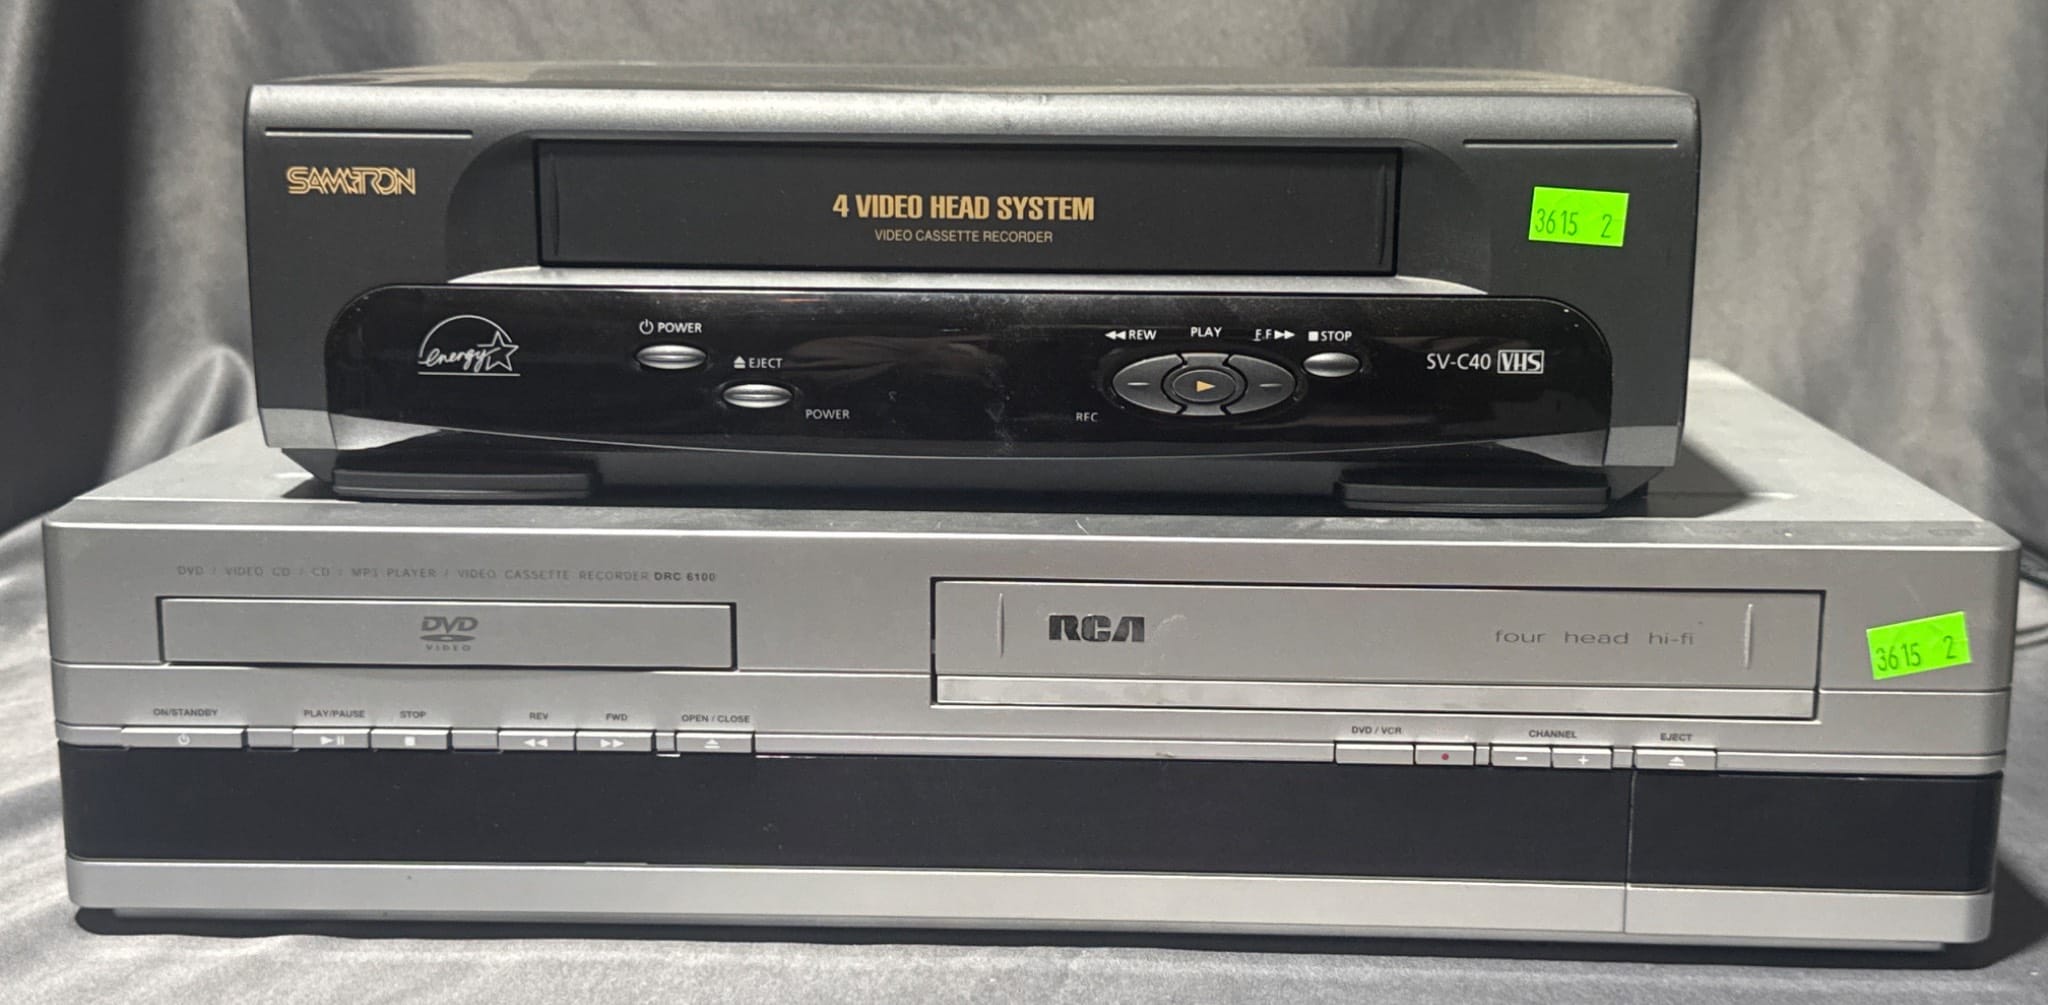 SAMTRON
4 VIDEO HEAD SYSTEM
VIDEO CASSETTE RECORDER
3615 2
energy
POWER
EJECT
POWER
REW PLAY F.F STOP
REC
SV-C40 VHS
DVD / VIDEO CD / CD / MP3 PLAYER / VIDEO CASSETTE RECORDER DRC 6100
DVD
VIDEO
RCA
four head hi-fi
3615 2
ON/STANDBY PLAY/PAUSE STOP REV FWD OPEN / CLOSE
DVD / VCR CHANNEL EJECT